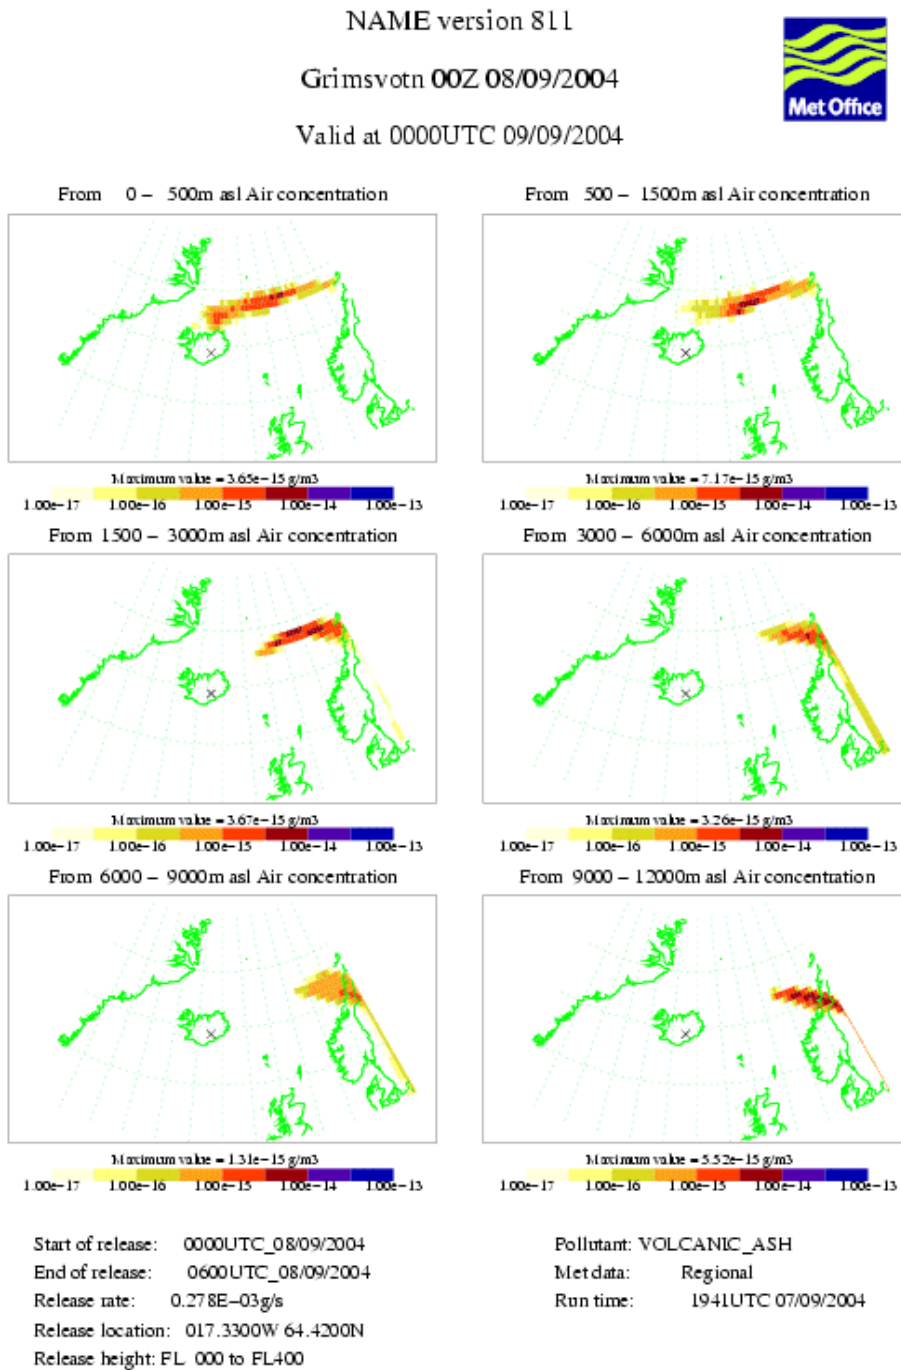 NAME version 811
Grimsvotn 00Z 08/09/2004
Valid at 0000UTC 09/09/2004
Met Office
From 0 – 500m asl Air concentration
From 500 – 1500m asl Air concentration
Maximum value = 3.65e−15 g/m3
Maximum value = 7.17e−15 g/m3
1.00e−17 1.00e−16 1.00e−15 1.00e−14 1.00e−13
1.00e−17 1.00e−16 1.00e−15 1.00e−14 1.00e−13
From 1500 – 3000m asl Air concentration
From 3000 – 6000m asl Air concentration
Maximum value = 3.67e−15 g/m3
Maximum value = 3.26e−15 g/m3
1.00e−17 1.00e−16 1.00e−15 1.00e−14 1.00e−13
1.00e−17 1.00e−16 1.00e−15 1.00e−14 1.00e−13
From 6000 – 9000m asl Air concentration
From 9000 – 12000m asl Air concentration
Maximum value = 1.31e−15 g/m3
Maximum value = 5.52e−15 g/m3
1.00e−17 1.00e−16 1.00e−15 1.00e−14 1.00e−13
1.00e−17 1.00e−16 1.00e−15 1.00e−14 1.00e−13
Start of release: 0000UTC_08/09/2004
End of release: 0600UTC_08/09/2004
Release rate: 0.278E−03g/s
Release location: 017.3300W 64.4200N
Release height: FL 000 to FL400
Pollutant: VOLCANIC_ASH
Met data: Regional
Run time: 1941UTC 07/09/2004